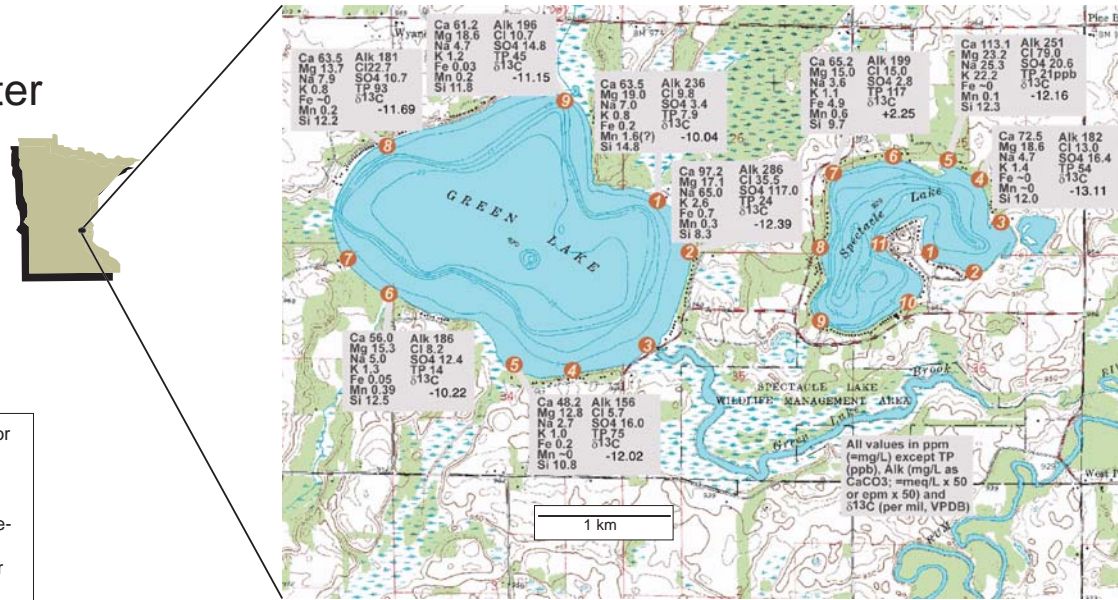 ter
or
e-
r
Ca 63.5 Alk 181
Mg 13.7 Cl22.7
Na 7.9 SO4 10.7
K 0.8 TP 93
Fe ~0 δ13C
Mn 0.2 -11.69
Si 12.2
Ca 61.2 Alk 196
Mg 18.6 Cl 10.7
Na 4.7 SO4 14.8
K 1.2 TP 45
Fe 0.03 δ13C
Mn 0.2 -11.15
Si 11.8
Ca 63.5 Alk 236
Mg 19.0 Cl 9.8
Na 7.0 SO4 3.4
K 0.8 TP 7.9
Fe 0.2 δ13C
Mn 1.6(?) -10.04
Si 14.8
Ca 65.2 Alk 199
Mg 15.0 Cl 15.0
Na 3.6 SO4 2.8
K 1.1 TP 117
Fe 4.9 δ13C
Mn 0.6 +2.25
Si 9.7
Ca 113.1 Alk 251
Mg 23.2 Cl 79.0
Na 25.3 SO4 20.6
K 22.2 TP 21ppb
Fe ~0 δ13C
Mn 0.1 -12.16
Si 12.3
Ca 72.5 Alk 182
Mg 18.6 Cl 13.0
Na 4.7 SO4 16.4
K 1.4 TP 54
Fe ~0 δ13C
Mn ~0 -13.11
Si 12.0
Ca 97.2 Alk 286
Mg 17.1 Cl 35.5
Na 65.0 SO4 117.0
K 2.6 TP 24
Fe 0.7 δ13C
Mn 0.3 -12.39
Si 8.3
GREEN
LAKE
9
8
1
2
7
6
5
4
3
Spectacle Lake
7
6
5
4
3
8
11
1
2
9
10
Ca 56.0 Alk 186
Mg 15.3 Cl 8.2
Na 5.0 SO4 12.4
K 1.3 TP 14
Fe 0.05 δ13C
Mn 0.39 -10.22
Si 12.5
Ca 48.2 Alk 156
Mg 12.8 Cl 5.7
Na 2.7 SO4 16.0
K 1.0 TP 75
Fe 0.2 δ13C
Mn ~0 -12.02
Si 10.8
35
SPECTACLE LAKE
WILDLIFE MANAGEMENT AREA
Green Lake Brook
RUM
All values in ppm
(=mg/L) except TP
(ppb), Alk (mg/L as
CaCO3; =meq/L x 50
or epm x 50) and
δ13C (per mil, VPDB)
1 km